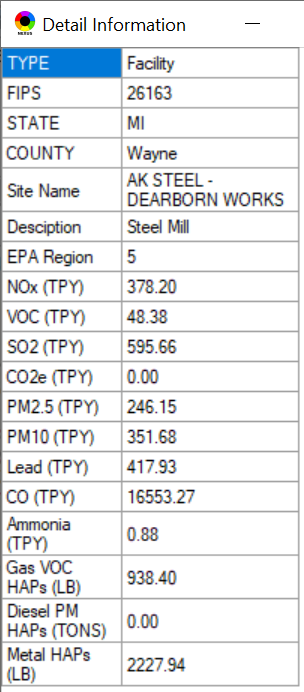 NEXUS
Detail Information
TYPE Facility
FIPS 26163
STATE MI
COUNTY Wayne
Site Name AK STEEL -
DEARBORN WORKS
Desciption Steel Mill
EPA Region 5
NOx (TPY) 378.20
VOC (TPY) 48.38
SO2 (TPY) 595.66
CO2e (TPY) 0.00
PM2.5 (TPY) 246.15
PM10 (TPY) 351.68
Lead (TPY) 417.93
CO (TPY) 16553.27
Ammonia
(TPY) 0.88
Gas VOC
HAPs (LB) 938.40
Diesel PM
HAPs (TONS) 0.00
Metal HAPs
(LB) 2227.94